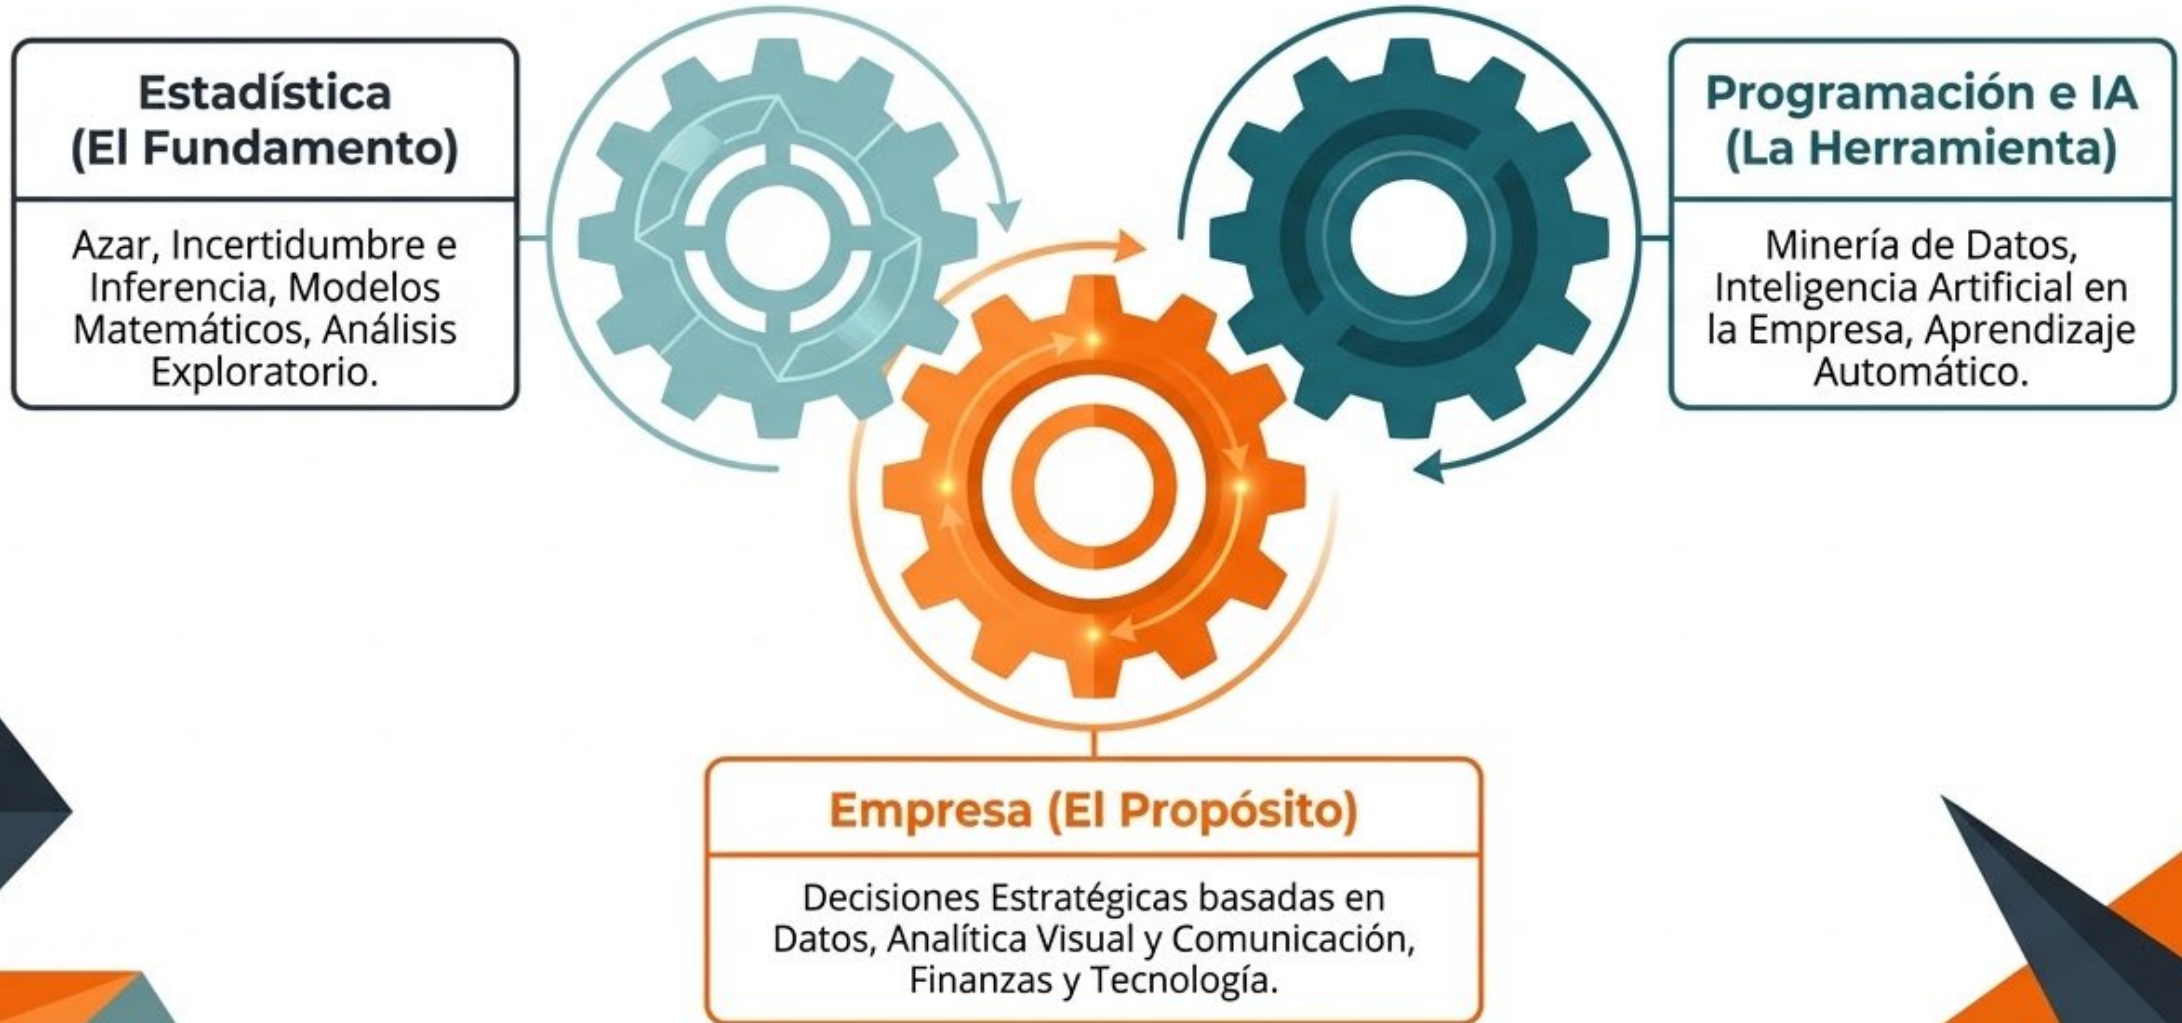 Estadística
(El Fundamento)
Azar, Incertidumbre e
Inferencia, Modelos
Matemáticos, Análisis
Exploratorio.
Programación e IA
(La Herramienta)
Minería de Datos,
Inteligencia Artificial en
la Empresa, Aprendizaje
Automático.
Empresa (El Propósito)
Decisiones Estratégicas basadas en
Datos, Analítica Visual y Comunicación,
Finanzas y Tecnología.